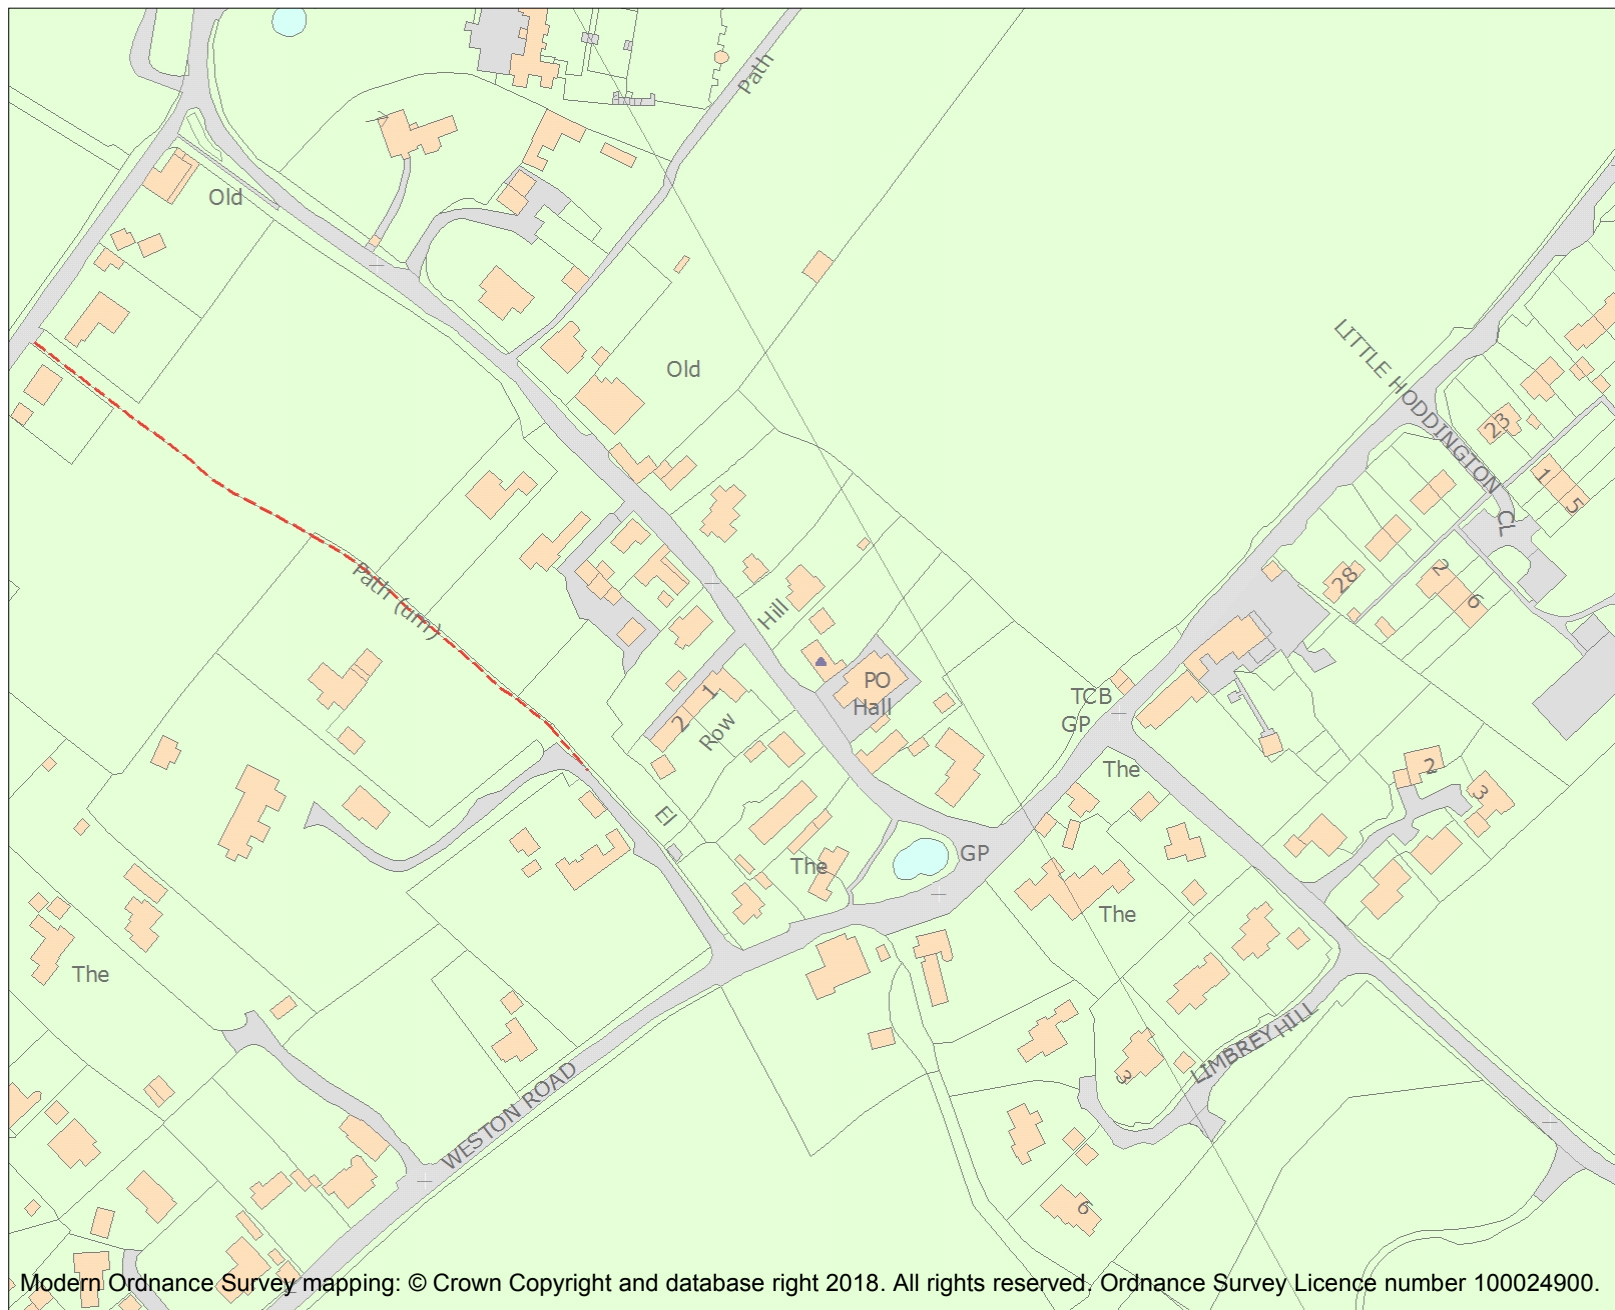 Path
Old
Old
LITTLE HODDINGTON CL
23
1
5
Path (um)
28
2
6
Hill
PO
Hall
TCB
GP
1
2
Row
The
El
GP
The
2
3
The
The
The
3
LIMBREY HILL
WESTON ROAD
6
Modern Ordnance Survey mapping: © Crown Copyright and database right 2018. All rights reserved. Ordnance Survey Licence number 100024900.